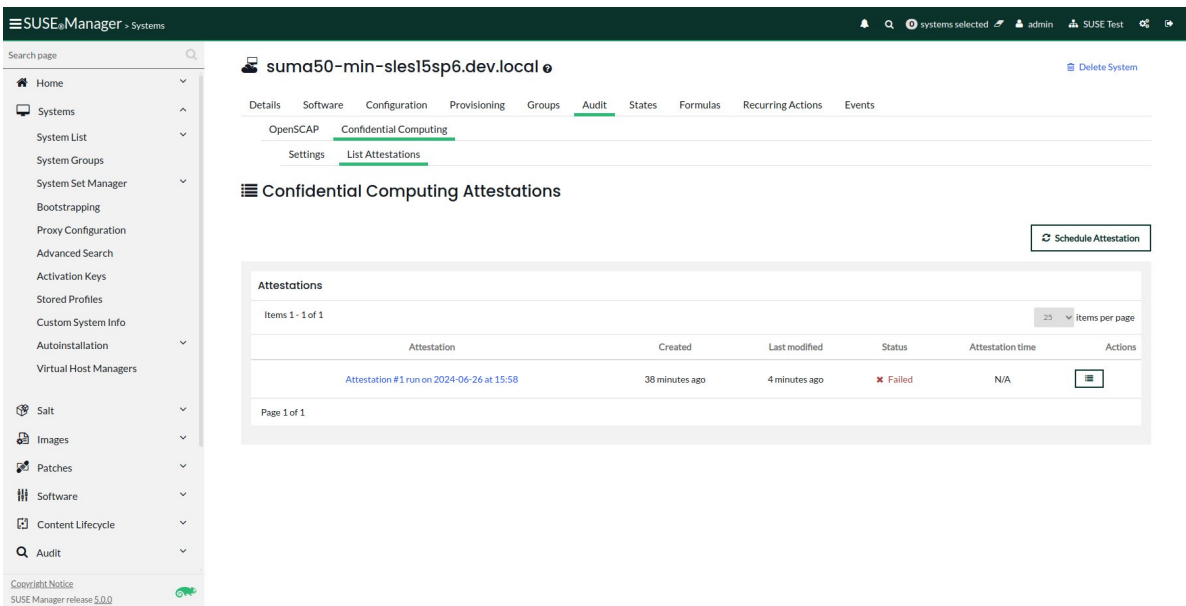 SUSE®Manager > Systems
0 systems selected
admin
SUSE Test
Search page
Home
Systems
System List
System Groups
System Set Manager
Bootstrapping
Proxy Configuration
Advanced Search
Activation Keys
Stored Profiles
Custom System Info
Autoinstallation
Virtual Host Managers
Salt
Images
Patches
Software
Content Lifecycle
Audit
Copyright Notice
SUSE Manager release 5.0.0
suma50-min-sles15sp6.dev.local
Delete System
Details Software Configuration Provisioning Groups Audit States Formulas Recurring Actions Events
OpenSCAP Confidential Computing
Settings List Attestations
Confidential Computing Attestations
Schedule Attestation
Attestations
Items 1 - 1 of 1
25 items per page
Attestation Created Last modified Status Attestation time Actions
Attestation #1 run on 2024-06-26 at 15:58 38 minutes ago 4 minutes ago Failed N/A
Page 1 of 1